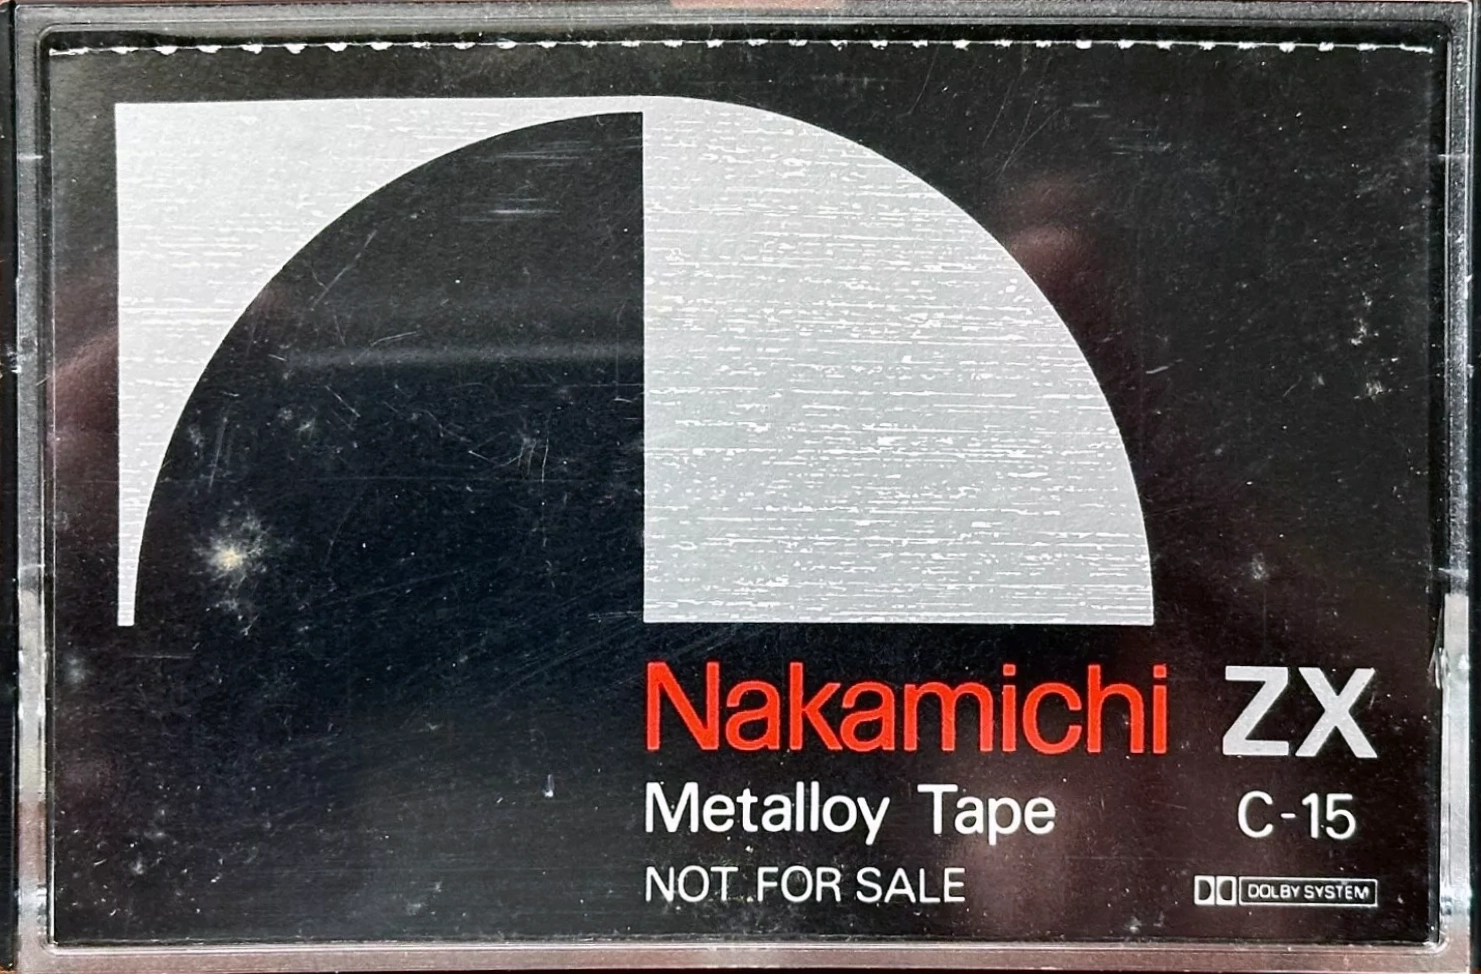 Nakamichi ZX
Metalloy Tape C-15
NOT FOR SALE DOLBY SYSTEM